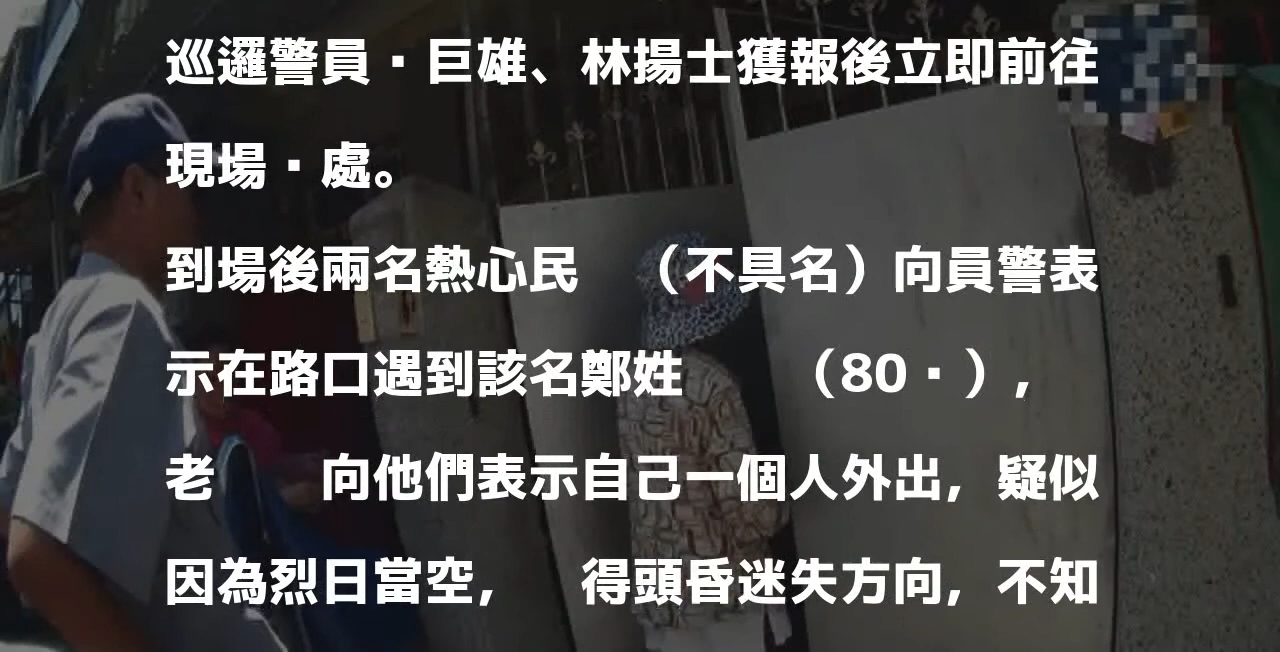 巡邏警員▪巨雄、林揚士獲報後立即前往
現場▪處。
到場後兩名熱心民　（不具名）向員警表
示在路口遇到該名鄭姓　　（80▪），
老　　向他們表示自己一個人外出，疑似
因為烈日當空，　得頭昏迷失方向，不知